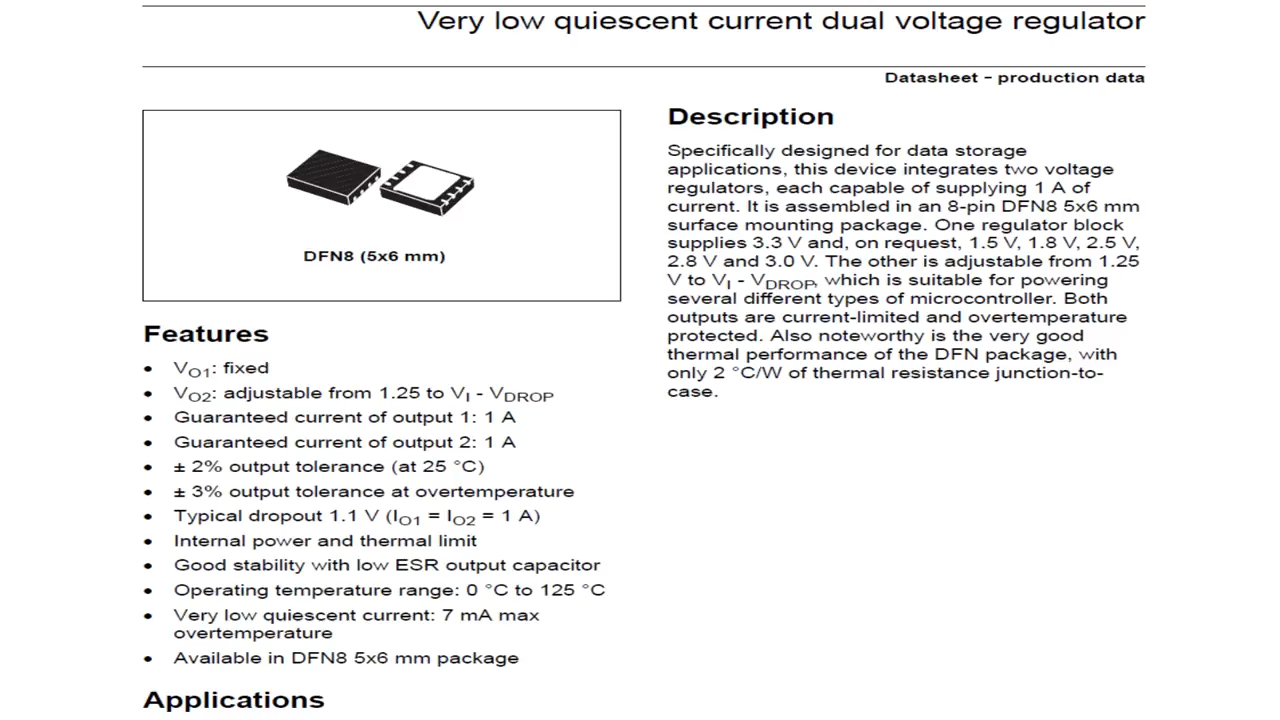 Very low quiescent current dual voltage regulator
Datasheet - production data
DFN8 (5x6 mm)
Features
• VO1: fixed
• VO2: adjustable from 1.25 to VI - VDROP
• Guaranteed current of output 1: 1 A
• Guaranteed current of output 2: 1 A
• ± 2% output tolerance (at 25 °C)
• ± 3% output tolerance at overtemperature
• Typical dropout 1.1 V (IO1 = IO2 = 1 A)
• Internal power and thermal limit
• Good stability with low ESR output capacitor
• Operating temperature range: 0 °C to 125 °C
• Very low quiescent current: 7 mA max
overtemperature
• Available in DFN8 5x6 mm package
Applications
Description
Specifically designed for data storage
applications, this device integrates two voltage
regulators, each capable of supplying 1 A of
current. It is assembled in an 8-pin DFN8 5x6 mm
surface mounting package. One regulator block
supplies 3.3 V and, on request, 1.5 V, 1.8 V, 2.5 V,
2.8 V and 3.0 V. The other is adjustable from 1.25
V to VI - VDROP, which is suitable for powering
several different types of microcontroller. Both
outputs are current-limited and overtemperature
protected. Also noteworthy is the very good
thermal performance of the DFN package, with
only 2 °C/W of thermal resistance junction-to-
case.